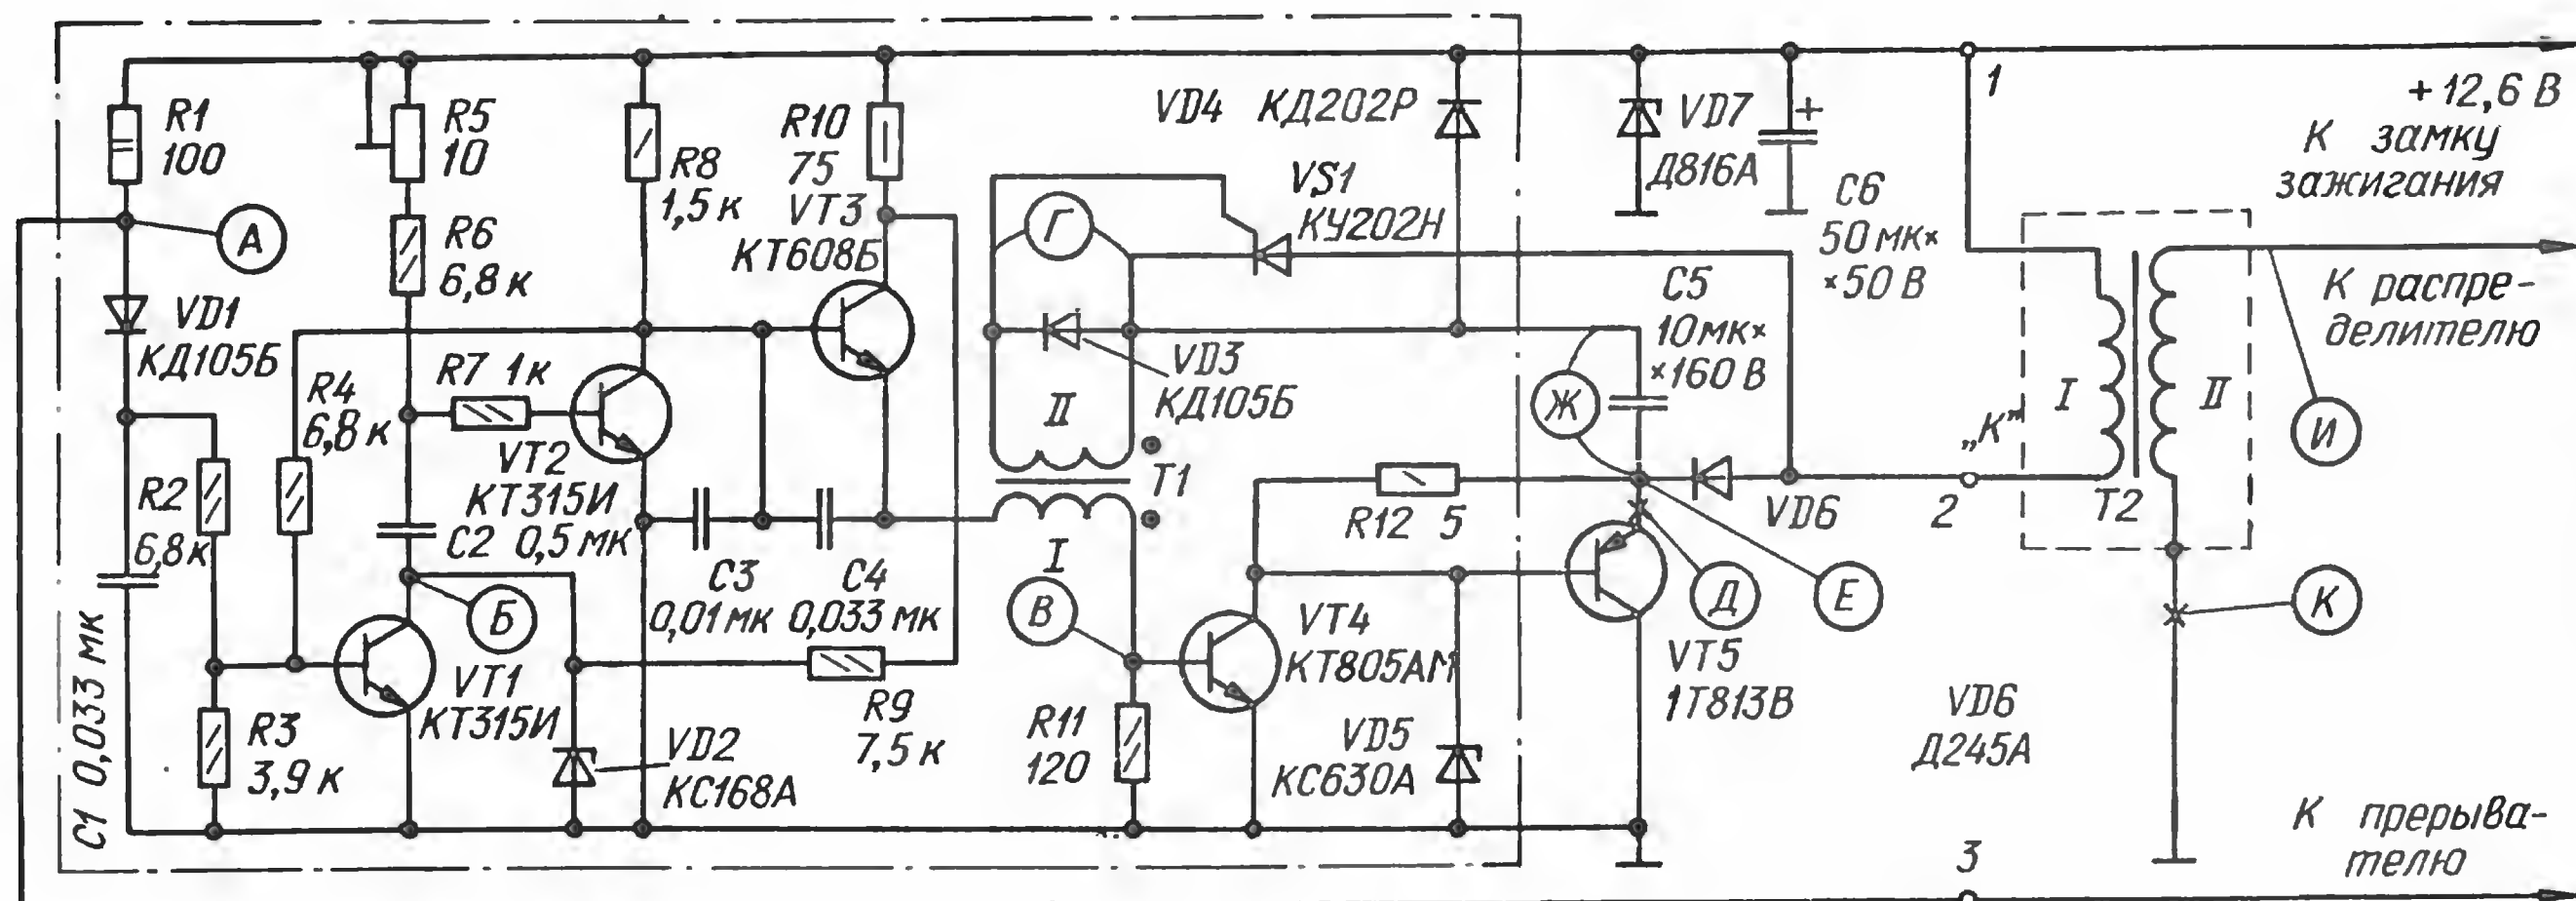 R1
100
А
VD1
КД105Б
R2
6,8 к
C1 0,033 мк
R3
3,9 к
R4
6,8 к
R5
10
R6
6,8 к
R7 1к
VT2
КТ315И
C2 0,5 мк
Б
VT1
КТ315И
VD2
КС168А
R8
1,5 к
R10
75
VT3
КТ608Б
C3
0,01 мк
C4
0,033 мк
R9
7,5 к
Г
VS1
КУ202Н
VD4 КД202Р
VD3
КД105Б
II
T1
I
В
R11
120
VT4
КТ805АМ
VD5
КС630А
R12 5
VD7
Д816А
+
C6
50 мк×
×50 В
C5
10мк×
×160 В
Ж
VD6
Д
Е
VT5
1Т813В
VD6
Д245А
1
+12,6 В
К замку
зажигания
„К"
2
I
II
T2
К распре-
делителю
И
К
3
К прерыва-
телю